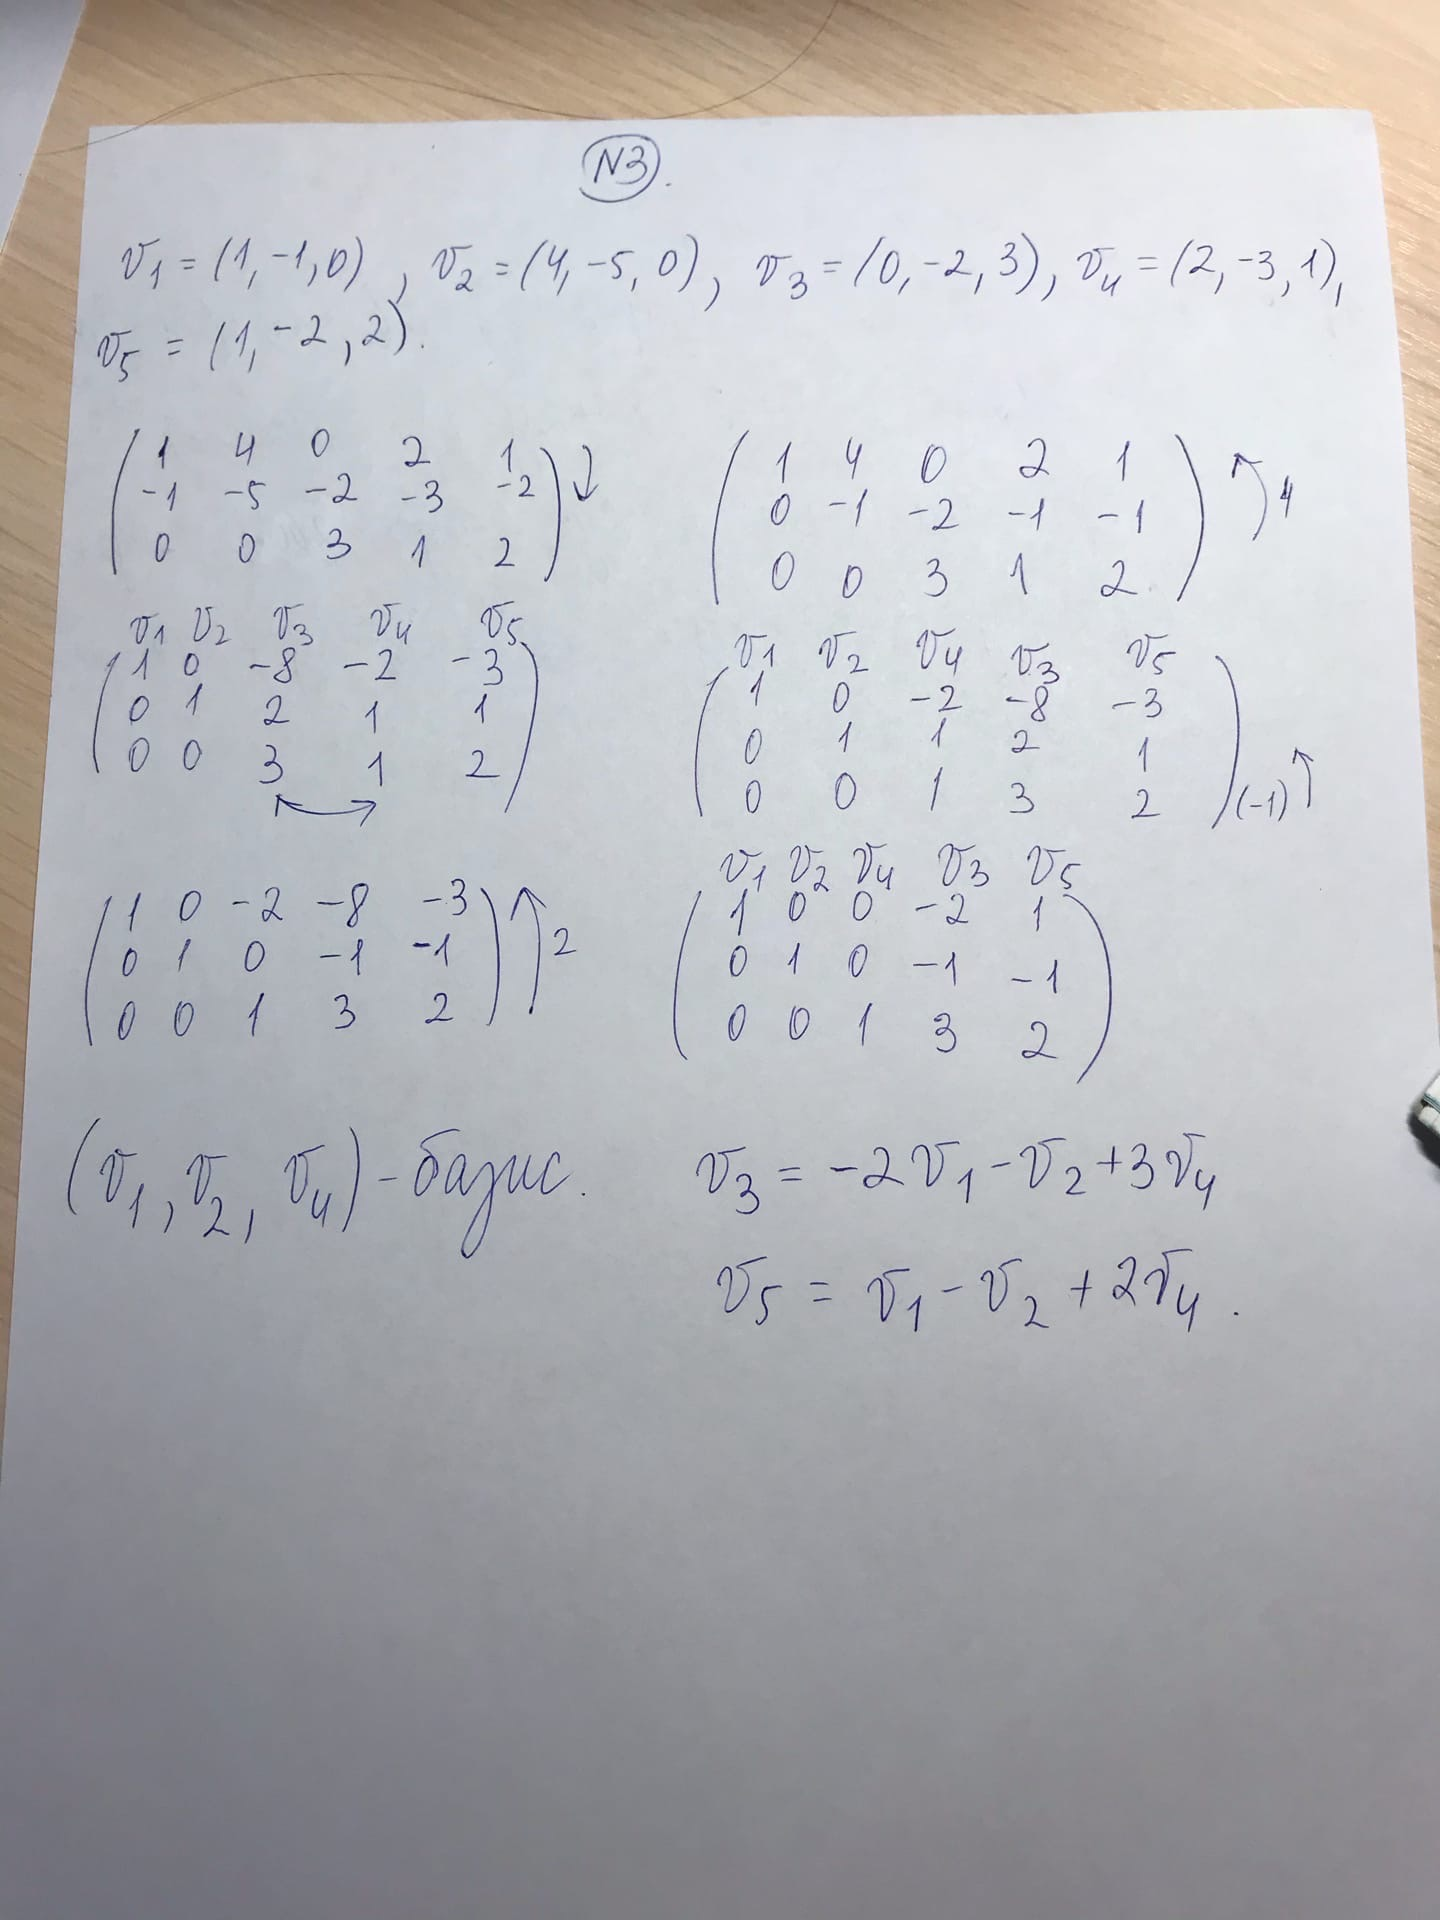 N3.
v1 = (1, -1, 0), v2 = (4, -5, 0), v3 = (0, -2, 3), v4 = (2, -3, 1),
v5 = (1, -2, 2).
1 4 0 2 1
-1 -5 -2 -3 -2
0 0 3 1 2
1 4 0 2 1
0 -1 -2 -1 -1 4
0 0 3 1 2
v1 v2 v3 v4 v5
1 0 -8 -2 -3
0 1 2 1 1
0 0 3 1 2
v1 v2 v4 v3 v5
1 0 -2 -8 -3
0 1 1 2 1
0 0 1 3 2 (-1)
1 0 -2 -8 -3
0 1 0 -1 -1 2
0 0 1 3 2
v1 v2 v4 v3 v5
1 0 0 -2 1
0 1 0 -1 -1
0 0 1 3 2
(v1, v2, v4) - базис.
v3 = -2v1 - v2 + 3v4
v5 = v1 - v2 + 2v4.